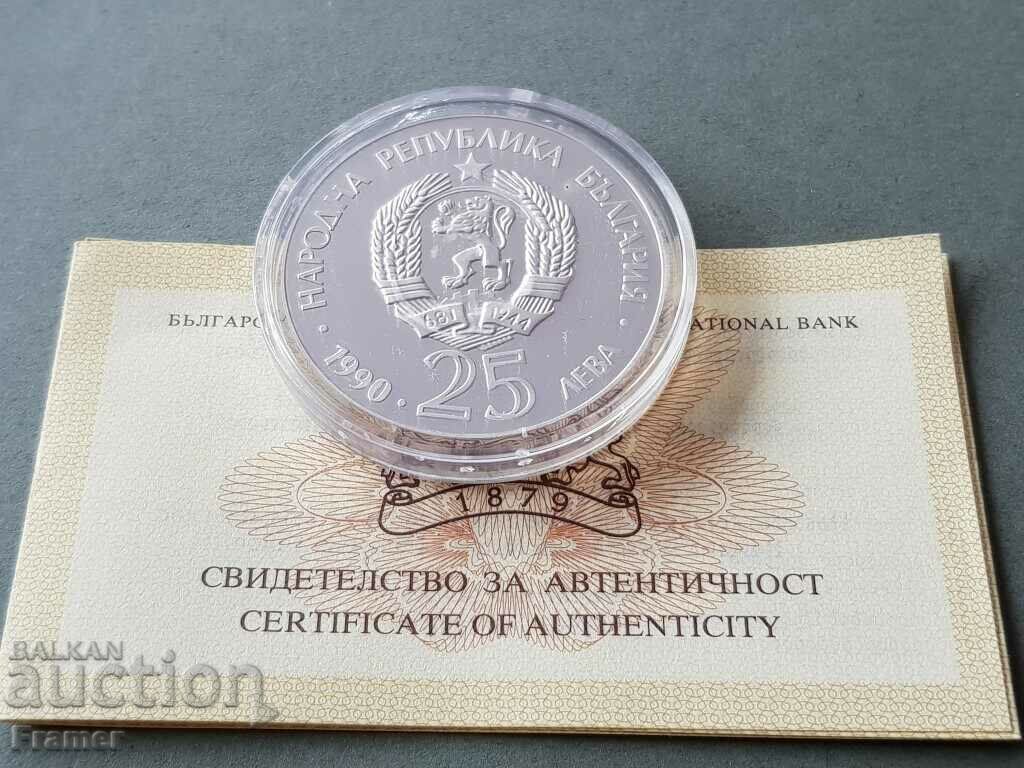 НАРОДНА РЕПУБЛИКА БЪЛГАРИЯ
681 1944
· 1990 · 25 ЛЕВА ·
БЪЛГАРС
NATIONAL BANK
1879
СВИДЕТЕЛСТВО ЗА АВТЕНТИЧНОСТ
CERTIFICATE OF AUTHENTICITY
BALKAN
auction
Framer